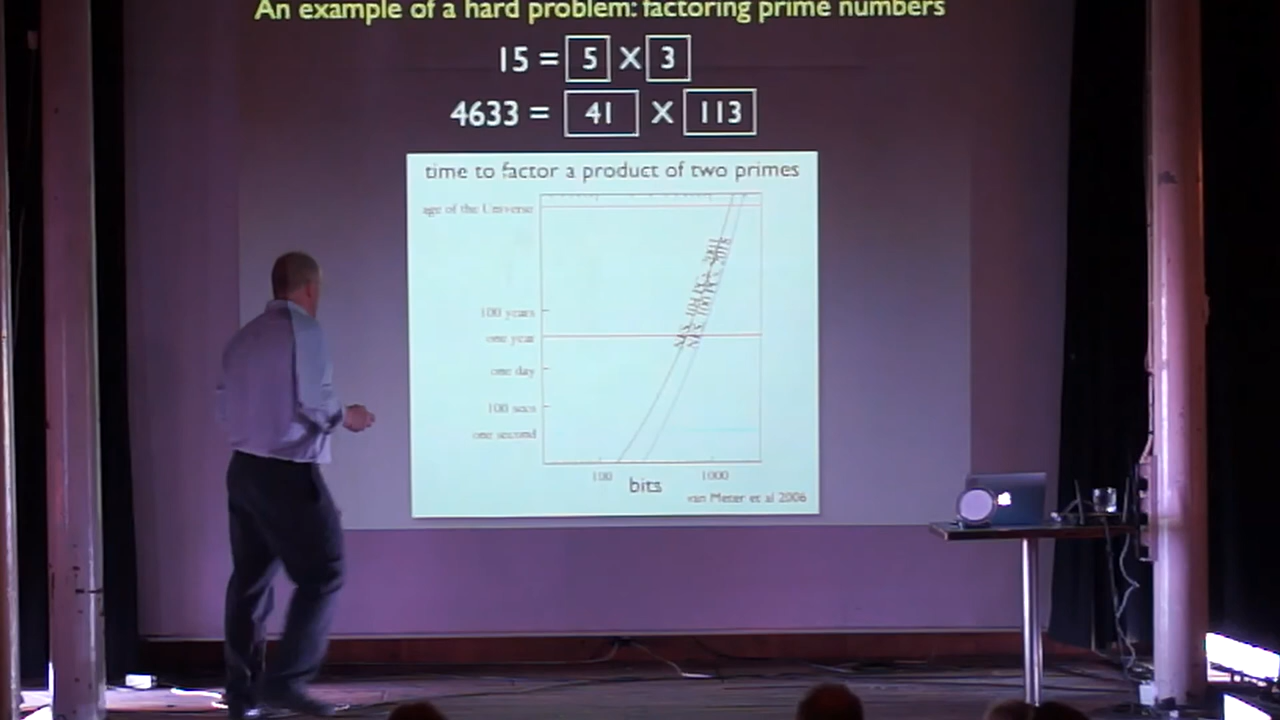 An example of a hard problem: factoring prime numbers
15 = 5 X 3
4633 = 41 X 113
time to factor a product of two primes
age of the Universe
100 years
one year
one day
100 secs
one second
100 1000
bits
van Meter et al 2006